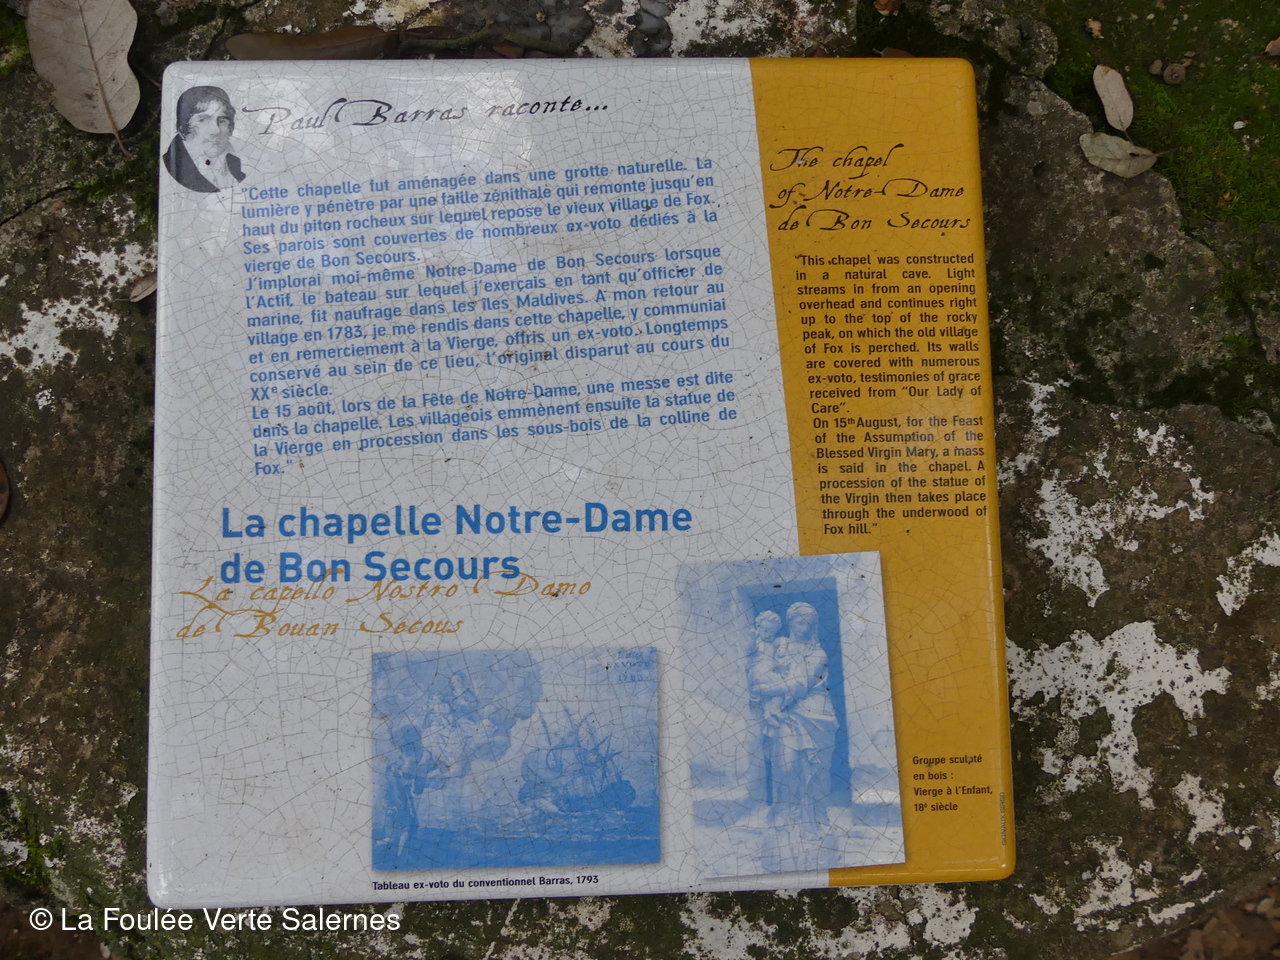 Paul Barras raconte...
"Cette chapelle fut aménagée dans une grotte naturelle. La
lumière y pénètre par une faille zénithale qui remonte jusqu'en
haut du piton rocheux sur lequel repose le vieux village de Fox.
Ses parois sont couvertes de nombreux ex-voto dédiés à la
vierge de Bon Secours.
J'implorai moi-même Notre-Dame de Bon Secours lorsque
l'Actif, le bateau sur lequel j'exerçais en tant qu'officier de
marine, fit naufrage dans les îles Maldives. A mon retour au
village en 1783, je me rendis dans cette chapelle, y communiai
et en remerciement à la Vierge, offris un ex-voto. Longtemps
conservé au sein de ce lieu, l'original disparut au cours du
XXe siècle.
Le 15 août, lors de la Fête de Notre-Dame, une messe est dite
dans la chapelle. Les villageois emmènent ensuite la statue de
la Vierge en procession dans les sous-bois de la colline de
Fox."
La chapelle Notre-Dame
de Bon Secours
La capello Nostro Damo
de Bouan Secous
Tableau ex-voto du conventionnel Barras, 1793
The chapel
of Notre-Dame
de Bon Secours
"This chapel was constructed
in a natural cave. Light
streams in from an opening
overhead and continues right
up to the top of the rocky
peak, on which the old village
of Fox is perched. Its walls
are covered with numerous
ex-voto, testimonies of grace
received from "Our Lady of
Care".
On 15th August, for the Feast
of the Assumption of the
Blessed Virgin Mary, a mass
is said in the chapel. A
procession of the statue of
the Virgin then takes place
through the underwood of
Fox hill."
Groupe sculpté
en bois :
Vierge à l'Enfant,
18e siècle
© La Foulée Verte Salernes